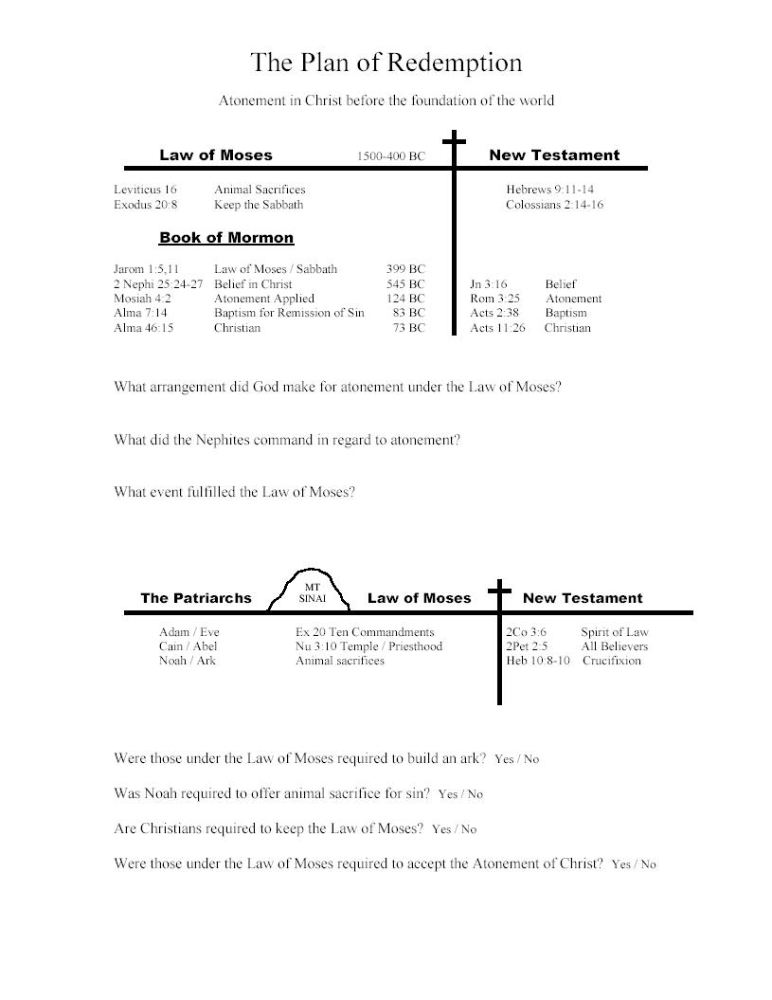 The Plan of Redemption
Atonement in Christ before the foundation of the world
Law of Moses 1500-400 BC New Testament
Leviticus 16 Animal Sacrifices Hebrews 9:11-14
Exodus 20:8 Keep the Sabbath Colossians 2:14-16
Book of Mormon
Jarom 1:5,11 Law of Moses / Sabbath 399 BC
2 Nephi 25:24-27 Belief in Christ 545 BC Jn 3:16 Belief
Mosiah 4:2 Atonement Applied 124 BC Rom 3:25 Atonement
Alma 7:14 Baptism for Remission of Sin 83 BC Acts 2:38 Baptism
Alma 46:15 Christian 73 BC Acts 11:26 Christian
What arrangement did God make for atonement under the Law of Moses?
What did the Nephites command in regard to atonement?
What event fulfilled the Law of Moses?
MT
The Patriarchs SINAI Law of Moses New Testament
Adam / Eve Ex 20 Ten Commandments 2Co 3:6 Spirit of Law
Cain / Abel Nu 3:10 Temple / Priesthood 2Pet 2:5 All Believers
Noah / Ark Animal sacrifices Heb 10:8-10 Crucifixion
Were those under the Law of Moses required to build an ark? Yes / No
Was Noah required to offer animal sacrifice for sin? Yes / No
Are Christians required to keep the Law of Moses? Yes / No
Were those under the Law of Moses required to accept the Atonement of Christ? Yes / No